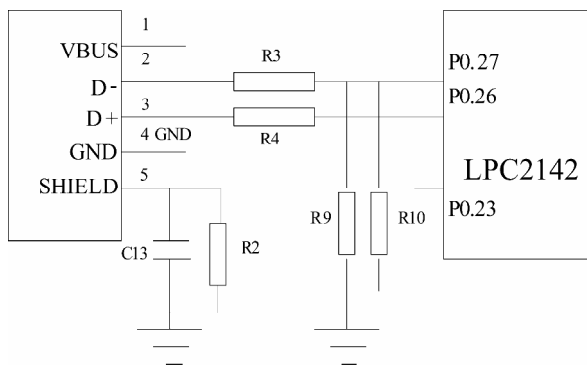 1
VBUS
2
D-
R3
P0.27
3
P0.26
D+
4 GND
R4
GND
LPC2142
SHIELD
5
P0.23
C13
R2
R9
R10